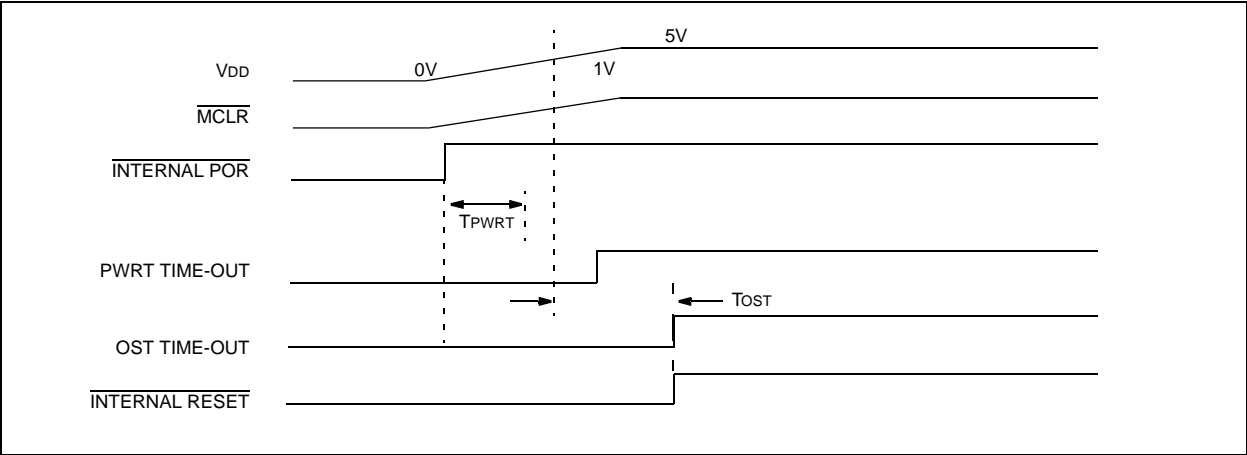 5V
VDD 0V 1V
MCLR
INTERNAL POR
TPWRT
PWRT TIME-OUT
TOST
OST TIME-OUT
INTERNAL RESET